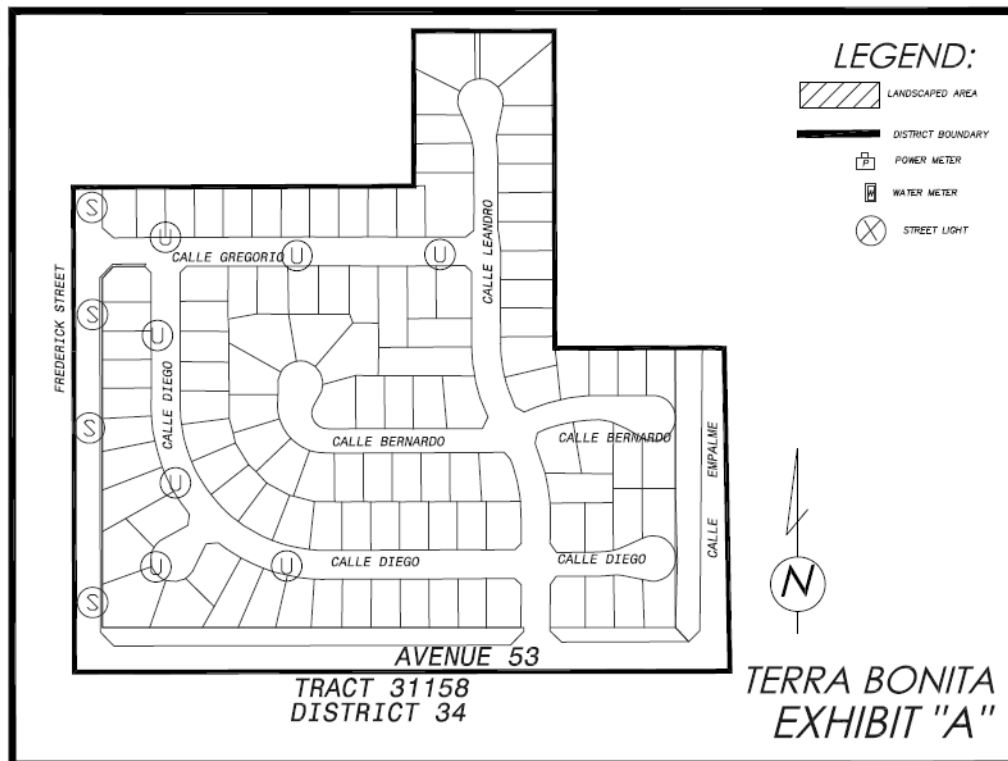 LEGEND:
LANDSCAPED AREA
DISTRICT BOUNDARY
P
POWER METER
W
WATER METER
X
STREET LIGHT
S
U
CALLE GREGORIO
U
U
CALLE LEANDRO
FREDERICK STREET
S
U
CALLE DIEGO
S
CALLE BERNARDO
CALLE BERNARDO
CALLE EMPALME
U
U
U
CALLE DIEGO
CALLE DIEGO
S
N
AVENUE 53
TRACT 31158
DISTRICT 34
TERRA BONITA
EXHIBIT "A"